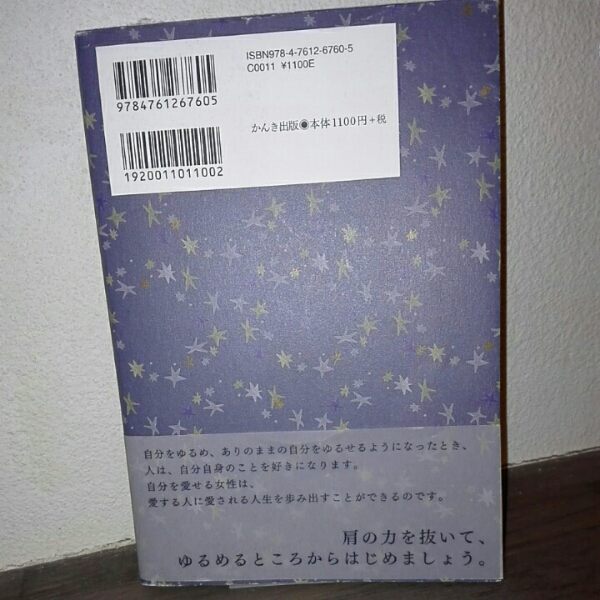 ISBN978-4-7612-6760-5
C0011 ¥1100E
9784761267605
かんき出版◉本体1100円+税
1920011011002
自分をゆるめ、ありのままの自分をゆるせるようになったとき、
人は、自分自身のことを好きになります。
自分を愛せる女性は、
愛する人に愛される人生を歩み出すことができるのです。
肩の力を抜いて、
ゆるめるところからはじめましょう。